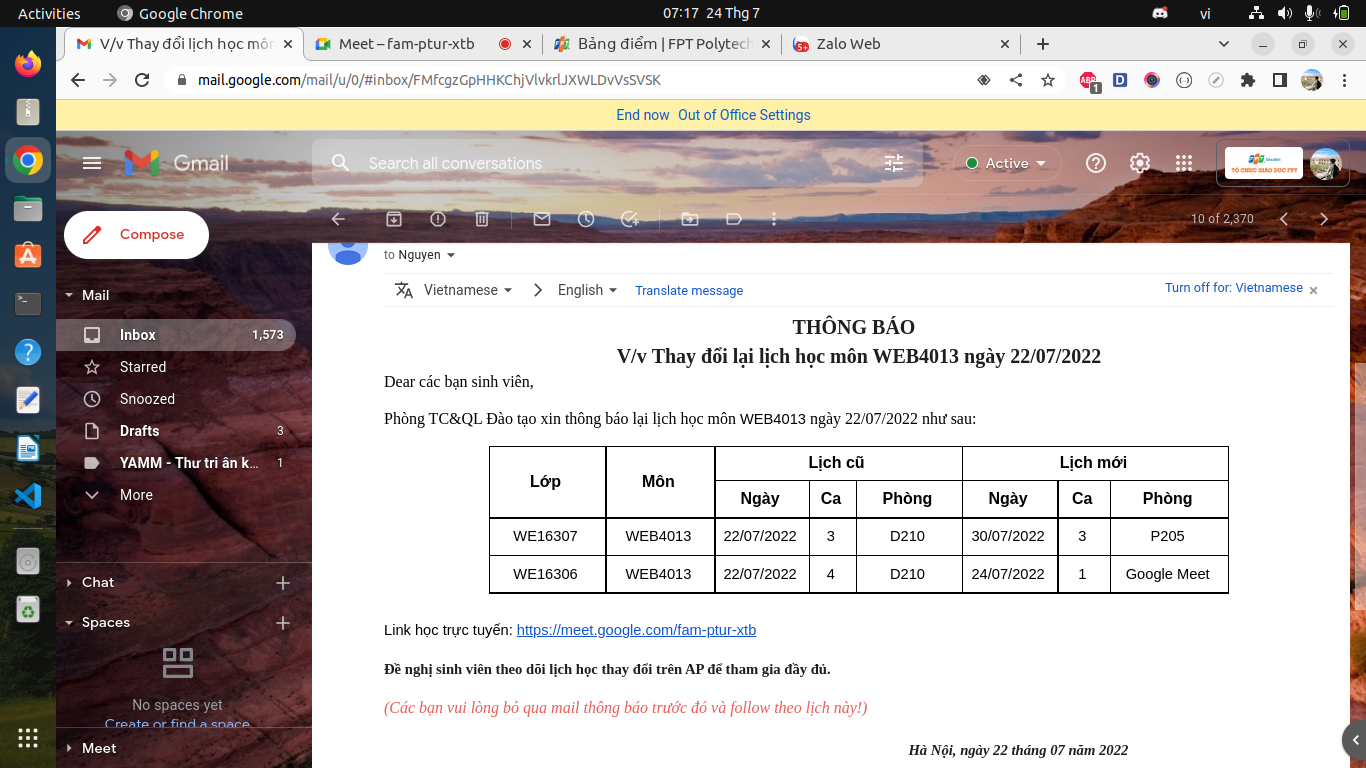 Activities
Google Chrome
07:17 24 Thg 7
vi
V/v Thay đổi lịch học môn
Meet – fam-ptur-xtb
Bảng điểm | FPT Polytech
Zalo Web
mail.google.com/mail/u/0/#inbox/FMfcgzGpHHKChjVlvkrlJXWLDvVsSVSK
ABP
1
End now Out of Office Settings
Gmail
Search all conversations
Active
FPT Education
TỔ CHỨC GIÁO DỤC FPT
Compose
10 of 2,370
Mail
Inbox 1,573
Starred
Snoozed
Drafts 3
YAMM - Thư tri ân k... 1
More
Chat
Spaces
No spaces yet
Create or find a space
Meet
to Nguyen
Vietnamese English Translate message
Turn off for: Vietnamese
THÔNG BÁO
V/v Thay đổi lại lịch học môn WEB4013 ngày 22/07/2022
Dear các bạn sinh viên,
Phòng TC&QL Đào tạo xin thông báo lại lịch học môn WEB4013 ngày 22/07/2022 như sau:
Lớp Môn Lịch cũ Lịch mới
Ngày Ca Phòng Ngày Ca Phòng
WE16307 WEB4013 22/07/2022 3 D210 30/07/2022 3 P205
WE16306 WEB4013 22/07/2022 4 D210 24/07/2022 1 Google Meet
Link học trực tuyến: https://meet.google.com/fam-ptur-xtb
Đề nghị sinh viên theo dõi lịch học thay đổi trên AP để tham gia đầy đủ.
(Các bạn vui lòng bỏ qua mail thông báo trước đó và follow theo lịch này!)
Hà Nội, ngày 22 tháng 07 năm 2022